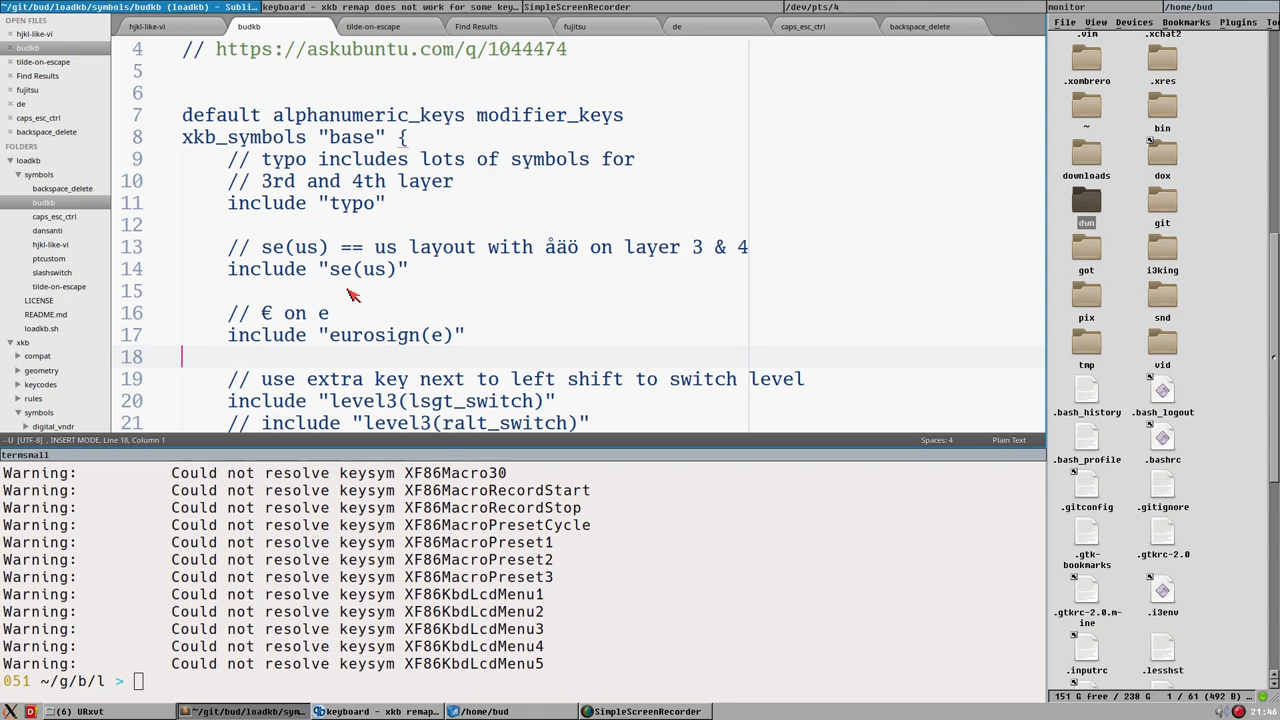 ~/git/bud/loadkb/symbols/budkb (loadkb) - Subli...
keyboard - xkb remap does not work for some key...
SimpleScreenRecorder
/dev/pts/4
monitor
/home/bud
OPEN FILES
hjkl-like-vi
budkb
tilde-on-escape
Find Results
fujitsu
de
caps_esc_ctrl
backspace_delete
FOLDERS
loadkb
symbols
backspace_delete
budkb
caps_esc_ctrl
dansanti
hjkl-like-vi
ptcustom
slashswitch
tilde-on-escape
LICENSE
README.md
loadkb.sh
xkb
compat
geometry
keycodes
rules
symbols
digital_vndr
hjkl-like-vi
budkb
tilde-on-escape
Find Results
fujitsu
de
caps_esc_ctrl
backspace_delete
4 // https://askubuntu.com/q/1044474
5
6
7 default alphanumeric_keys modifier_keys
8 xkb_symbols "base" {
9 // typo includes lots of symbols for
10 // 3rd and 4th layer
11 include "typo"
12
13 // se(us) == us layout with åäö on layer 3 & 4
14 include "se(us)"
15
16 // € on e
17 include "eurosign(e)"
18
19 // use extra key next to left shift to switch level
20 include "level3(lsgt_switch)"
21 // include "level3(ralt_switch)"
--U [UTF-8] , INSERT MODE, Line 18, Column 1
Spaces: 4
Plain Text
termsmall
Warning: Could not resolve keysym XF86Macro30
Warning: Could not resolve keysym XF86MacroRecordStart
Warning: Could not resolve keysym XF86MacroRecordStop
Warning: Could not resolve keysym XF86MacroPresetCycle
Warning: Could not resolve keysym XF86MacroPreset1
Warning: Could not resolve keysym XF86MacroPreset2
Warning: Could not resolve keysym XF86MacroPreset3
Warning: Could not resolve keysym XF86KbdLcdMenu1
Warning: Could not resolve keysym XF86KbdLcdMenu2
Warning: Could not resolve keysym XF86KbdLcdMenu3
Warning: Could not resolve keysym XF86KbdLcdMenu4
Warning: Could not resolve keysym XF86KbdLcdMenu5
051 ~/g/b/l >
File View Devices Bookmarks Plugins To
.vim .xchat2
.xombrero .xres
~ bin
downloads dox
dun git
got i3king
pix snd
tmp vid
.bash_history .bash_logout
.bash_profile .bashrc
.gitconfig .gitignore
.gtk-bookmarks .gtkrc-2.0
.gtkrc-2.0.mine .i3env
.inputrc .lesshst
151 G free / 238 G
1 / 61 (492 B)
(6) URxvt
~/git/bud/loadkb/sym...
keyboard - xkb remap...
/home/bud
SimpleScreenRecorder
21:46